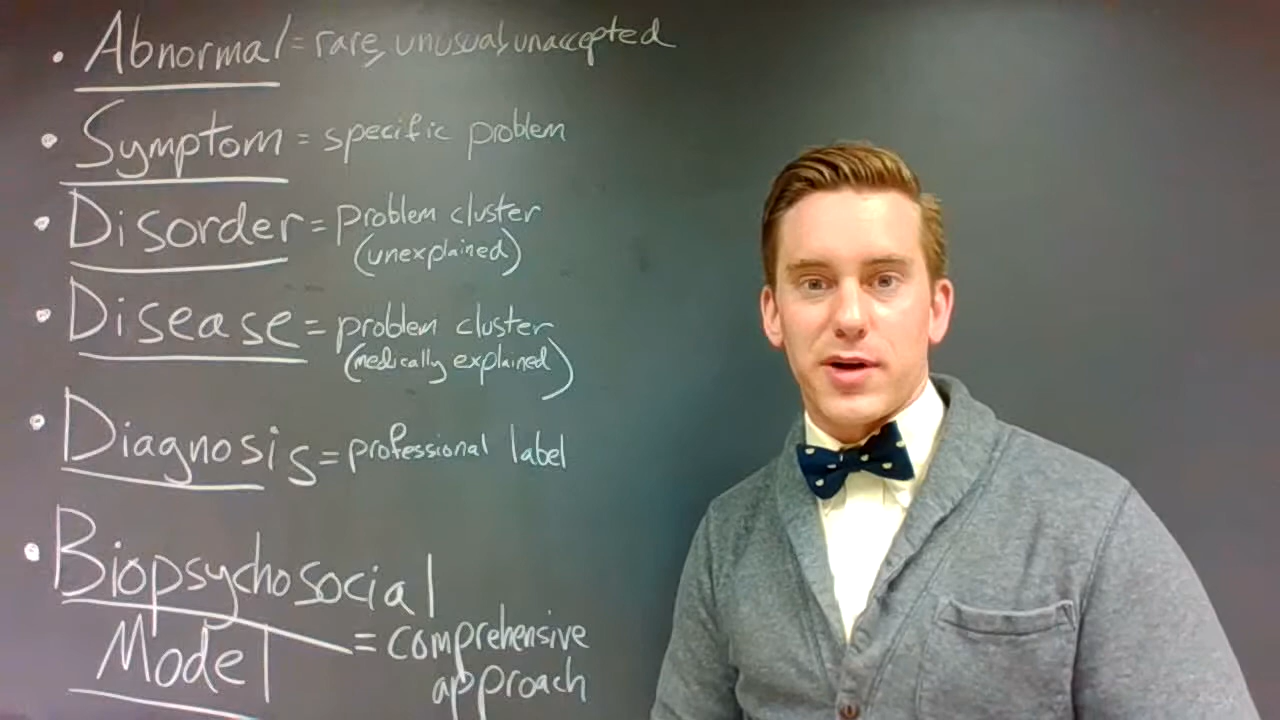 • Abnormal = rare, unusual, unaccepted
• Symptom = specific problem
• Disorder = problem cluster
(unexplained)
• Disease = problem cluster
(medically explained)
• Diagnosis = professional label
• Biopsychosocial
Model = comprehensive
approach